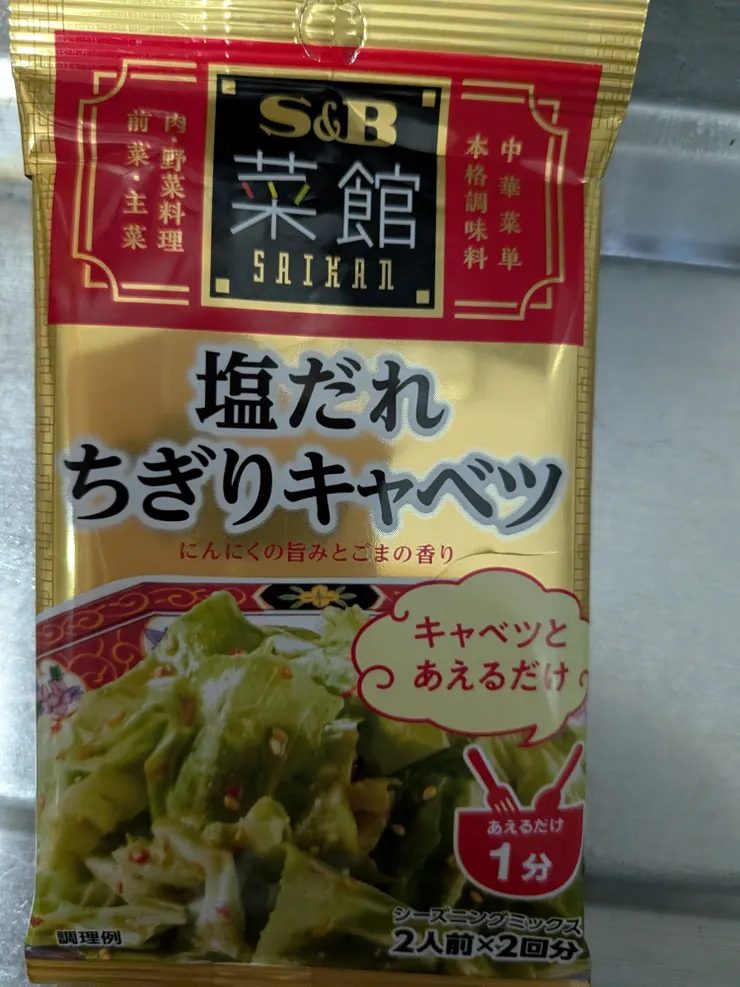 S&B
菜館
SAIKAN
中華菜単
本格調味料
肉・野菜料理
前菜・主菜
塩だれ
ちぎりキャベツ
にんにくの旨みとごまの香り
キャベツと
あえるだけ
あえるだけ
1分
調理例
シーズニングミックス
2人前×2回分